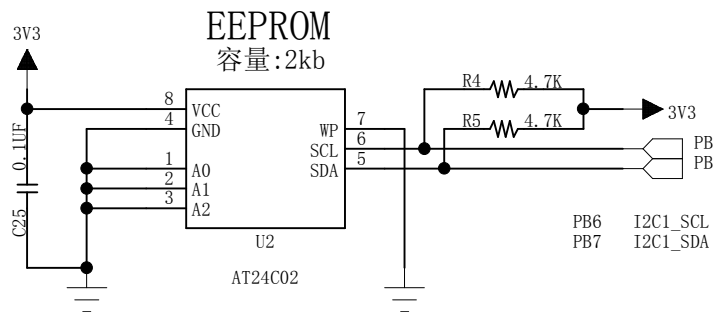 EEPROM
容量:2kb
3V3
0.1UF
C25
8 VCC
4 GND
1 A0
2 A1
3 A2
WP 7
SCL 6
SDA 5
U2
AT24C02
R4 4.7K
R5 4.7K
3V3
PB
PB
PB6 I2C1_SCL
PB7 I2C1_SDA